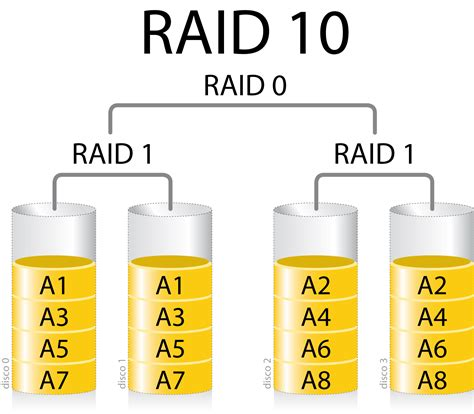 RAID 10
RAID 0
RAID 1 RAID 1
A1 A1 A2 A2
A3 A3 A4 A4
A5 A5 A6 A6
A7 A7 A8 A8
disco 0 disco 1 disco 2 disco 3